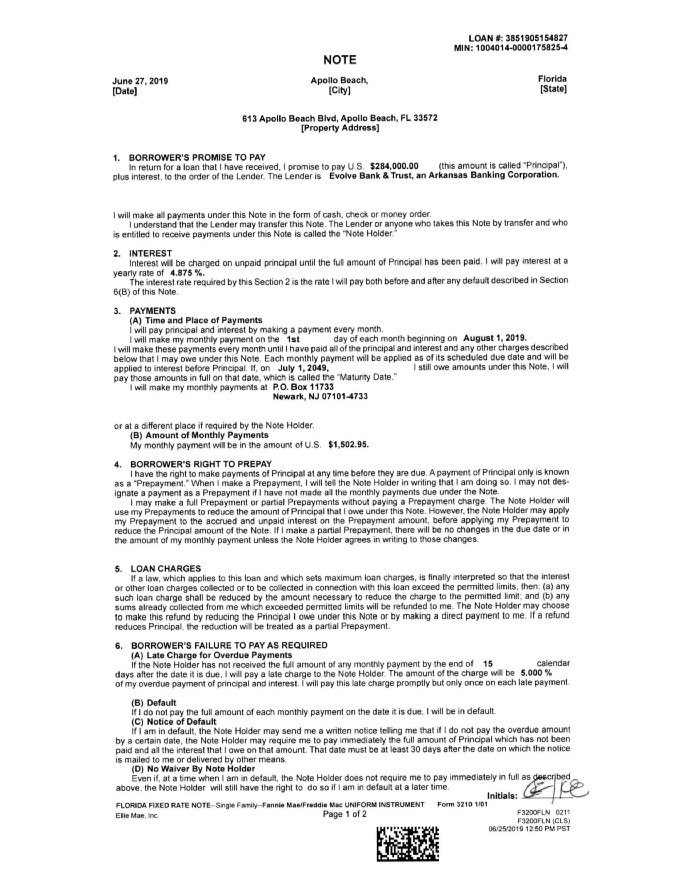 LOAN #: 3851905154827
MIN: 1004014-0000175825-4
NOTE
June 27, 2019 Apollo Beach, Florida
[Date] [City] [State]
613 Apollo Beach Blvd, Apollo Beach, FL 33572
[Property Address]
1. BORROWER'S PROMISE TO PAY
In return for a loan that I have received, I promise to pay U.S. $284,000.00 (this amount is called "Principal"),
plus interest, to the order of the Lender. The Lender is Evolve Bank & Trust, an Arkansas Banking Corporation.
I will make all payments under this Note in the form of cash, check or money order.
I understand that the Lender may transfer this Note. The Lender or anyone who takes this Note by transfer and who
is entitled to receive payments under this Note is called the "Note Holder."
2. INTEREST
Interest will be charged on unpaid principal until the full amount of Principal has been paid. I will pay interest at a
yearly rate of 4.875 %.
The interest rate required by this Section 2 is the rate I will pay both before and after any default described in Section
6(B) of this Note.
3. PAYMENTS
(A) Time and Place of Payments
I will pay principal and interest by making a payment every month.
I will make my monthly payment on the 1st day of each month beginning on August 1, 2019.
I will make these payments every month until I have paid all of the principal and interest and any other charges described
below that I may owe under this Note. Each monthly payment will be applied as of its scheduled due date and will be
applied to interest before Principal. If, on July 1, 2049, I still owe amounts under this Note, I will
pay those amounts in full on that date, which is called the "Maturity Date."
I will make my monthly payments at P.O. Box 11733
Newark, NJ 07101-4733
or at a different place if required by the Note Holder.
(B) Amount of Monthly Payments
My monthly payment will be in the amount of U.S. $1,502.95.
4. BORROWER'S RIGHT TO PREPAY
I have the right to make payments of Principal at any time before they are due. A payment of Principal only is known
as a "Prepayment." When I make a Prepayment, I will tell the Note Holder in writing that I am doing so. I may not des-
ignate a payment as a Prepayment if I have not made all the monthly payments due under the Note.
I may make a full Prepayment or partial Prepayments without paying a Prepayment charge. The Note Holder will
use my Prepayments to reduce the amount of Principal that I owe under this Note. However, the Note Holder may apply
my Prepayment to the accrued and unpaid interest on the Prepayment amount, before applying my Prepayment to
reduce the Principal amount of the Note. If I make a partial Prepayment, there will be no changes in the due date or in
the amount of my monthly payment unless the Note Holder agrees in writing to those changes.
5. LOAN CHARGES
If a law, which applies to this loan and which sets maximum loan charges, is finally interpreted so that the interest
or other loan charges collected or to be collected in connection with this loan exceed the permitted limits, then: (a) any
such loan charge shall be reduced by the amount necessary to reduce the charge to the permitted limit; and (b) any
sums already collected from me which exceeded permitted limits will be refunded to me. The Note Holder may choose
to make this refund by reducing the Principal I owe under this Note or by making a direct payment to me. If a refund
reduces Principal, the reduction will be treated as a partial Prepayment.
6. BORROWER'S FAILURE TO PAY AS REQUIRED
(A) Late Charge for Overdue Payments
If the Note Holder has not received the full amount of any monthly payment by the end of 15 calendar
days after the date it is due, I will pay a late charge to the Note Holder. The amount of the charge will be 5.000 %
of my overdue payment of principal and interest. I will pay this late charge promptly but only once on each late payment.
(B) Default
If I do not pay the full amount of each monthly payment on the date it is due, I will be in default.
(C) Notice of Default
If I am in default, the Note Holder may send me a written notice telling me that if I do not pay the overdue amount
by a certain date, the Note Holder may require me to pay immediately the full amount of Principal which has not been
paid and all the interest that I owe on that amount. That date must be at least 30 days after the date on which the notice
is mailed to me or delivered by other means.
(D) No Waiver By Note Holder
Even if, at a time when I am in default, the Note Holder does not require me to pay immediately in full as described
above, the Note Holder will still have the right to do so if I am in default at a later time.
Initials:
FLORIDA FIXED RATE NOTE--Single Family--Fannie Mae/Freddie Mac UNIFORM INSTRUMENT Form 3210 1/01
Ellie Mae, Inc. Page 1 of 2 F3200FLN 0211
F3200FLN (CLS)
06/25/2019 12:50 PM PST